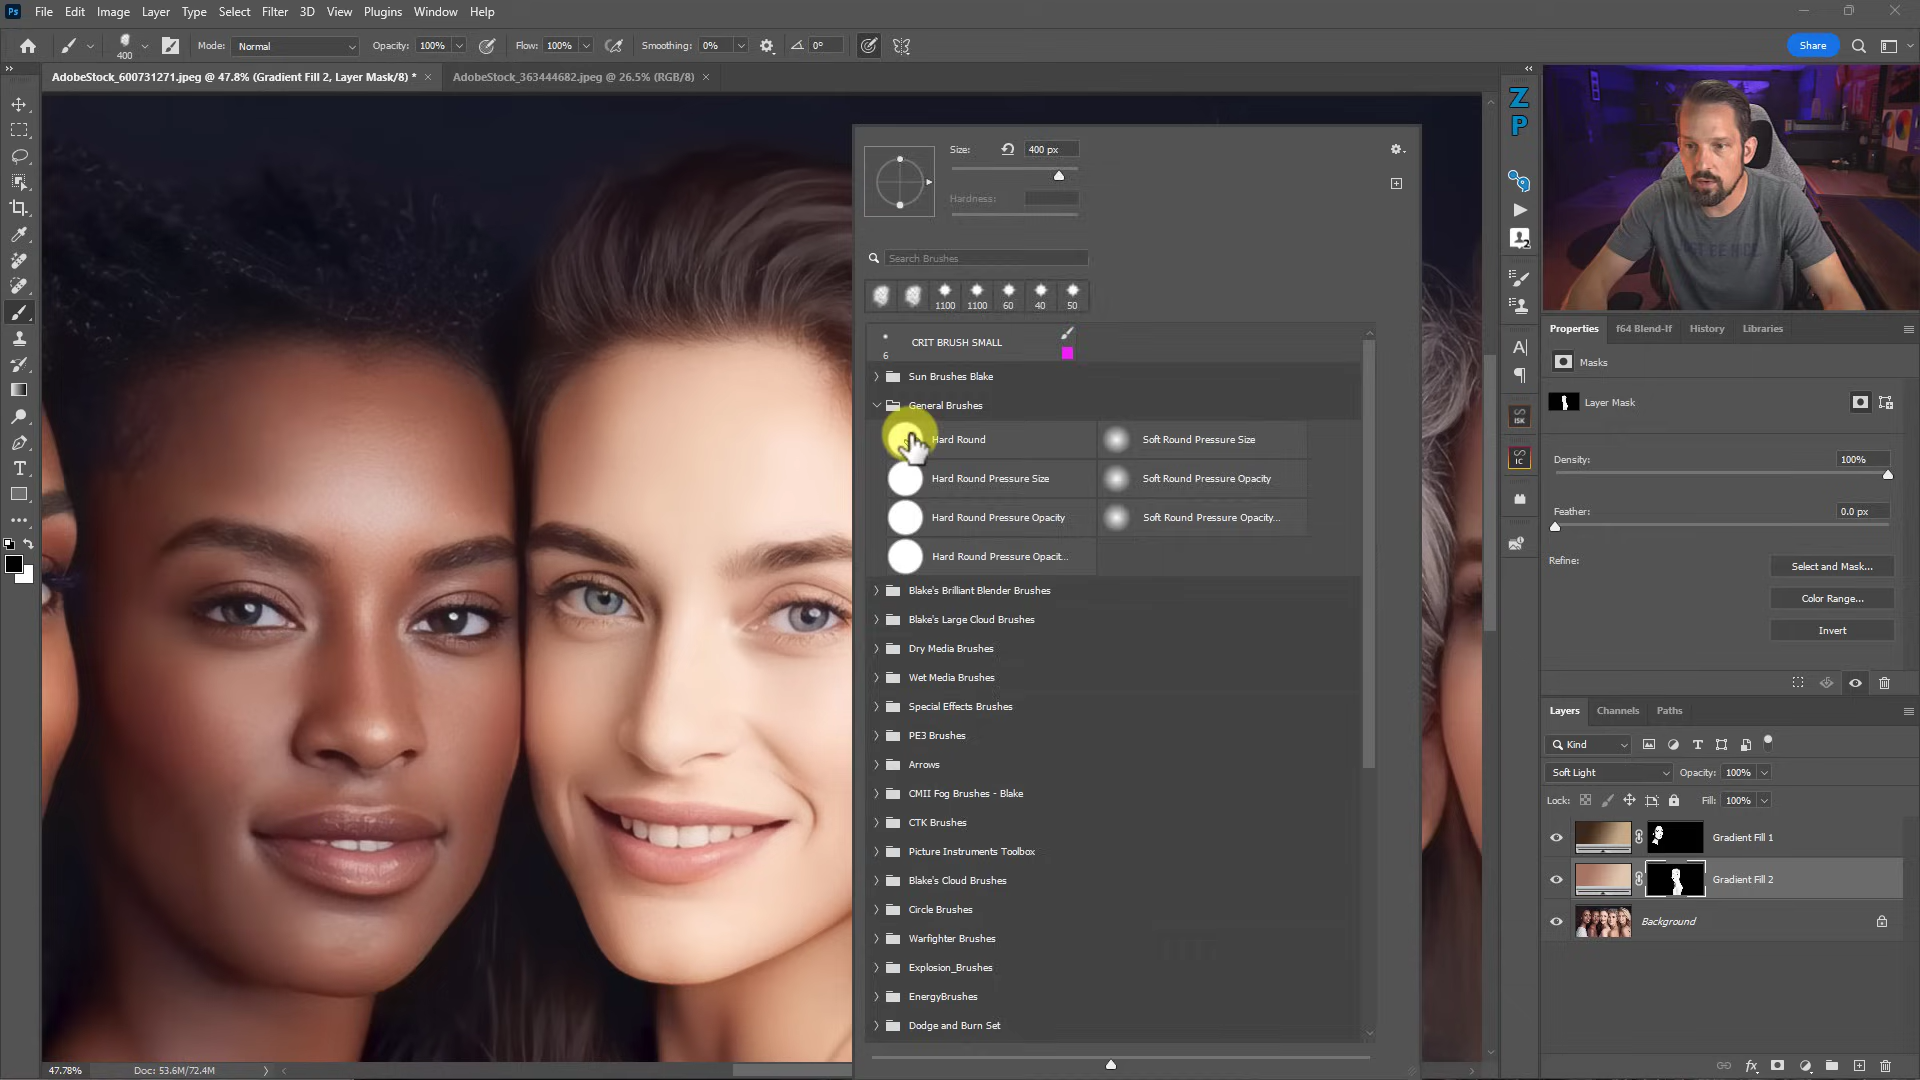 Ps File Edit Image Layer Type Select Filter 3D View Plugins Window Help
400 Mode: Normal Opacity: 100% Flow: 100% Smoothing: 0% 0° Share
AdobeStock_600731271.jpeg @ 47.8% (Gradient Fill 2, Layer Mask/8) * AdobeStock_363444682.jpeg @ 26.5% (RGB/8)
Size: 400 px
Hardness:
Search Brushes
1100 1100 60 40 50
CRIT BRUSH SMALL
6
Sun Brushes Blake
General Brushes
Hard Round Soft Round Pressure Size
Hard Round Pressure Size Soft Round Pressure Opacity
Hard Round Pressure Opacity Soft Round Pressure Opacity...
Hard Round Pressure Opacit...
Blake's Brilliant Blender Brushes
Blake's Large Cloud Brushes
Dry Media Brushes
Wet Media Brushes
Special Effects Brushes
PE3 Brushes
Arrows
CMII Fog Brushes - Blake
CTK Brushes
Picture Instruments Toolbox
Blake's Cloud Brushes
Circle Brushes
Warfighter Brushes
Explosion_Brushes
EnergyBrushes
Dodge and Burn Set
47.78% Doc: 53.6M/72.4M
Z
P
ISK
IC
Properties f64 Blend-If History Libraries
Masks
Layer Mask
Density: 100%
Feather: 0.0 px
Refine: Select and Mask...
Color Range...
Invert
Layers Channels Paths
Kind
Soft Light Opacity: 100%
Lock: Fill: 100%
Gradient Fill 1
Gradient Fill 2
Background
fx